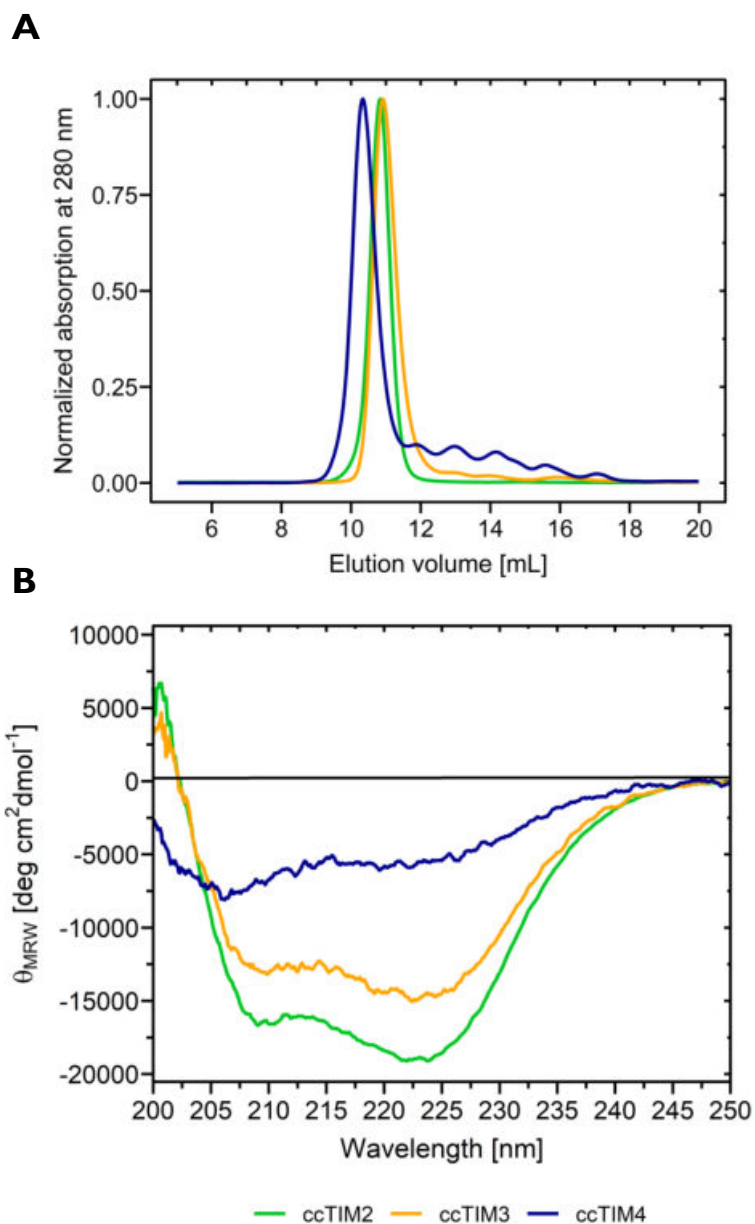 A
Normalized absorption at 280 nm
1.00
0.75
0.50
0.25
0.00
6 8 10 12 14 16 18 20
Elution volume [mL]
B
θMRW [deg cm²dmol⁻¹]
10000
5000
0
-5000
-10000
-15000
-20000
200 205 210 215 220 225 230 235 240 245 250
Wavelength [nm]
ccTIM2 ccTIM3 ccTIM4